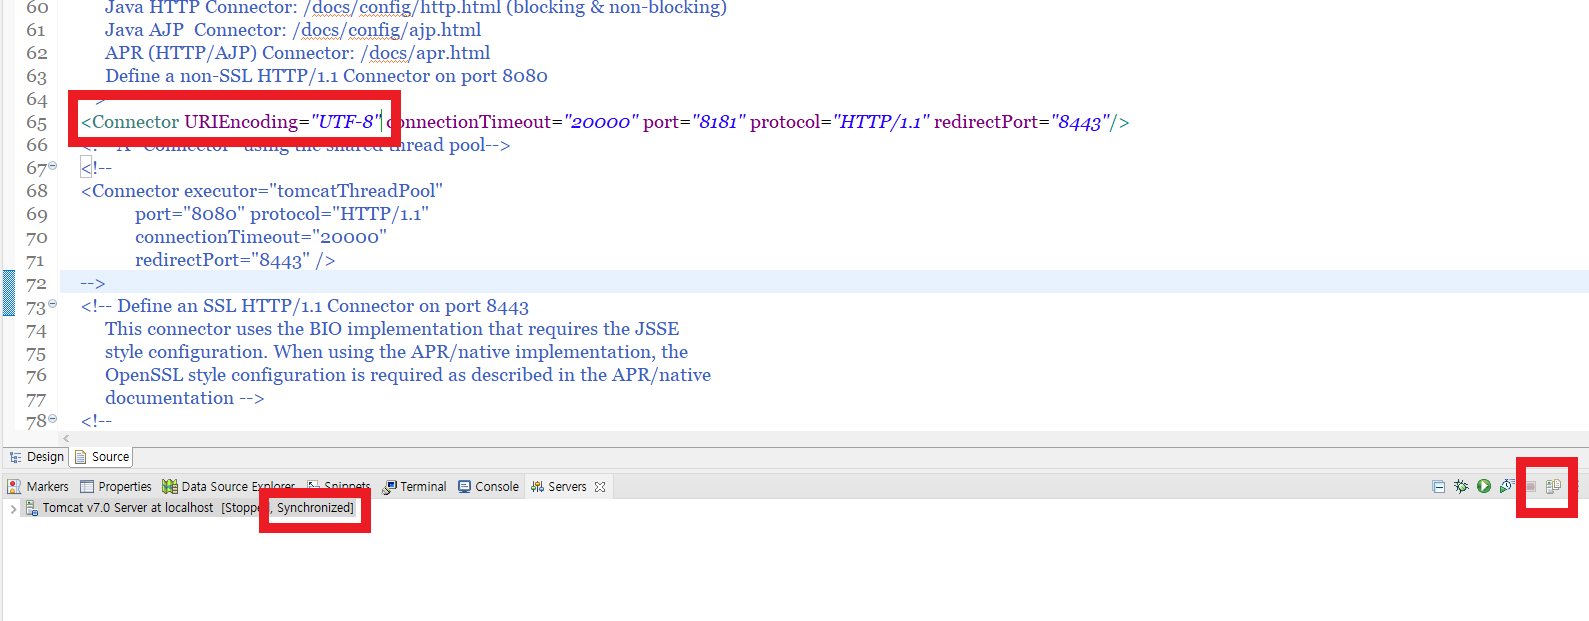 60 Java HTTP Connector: /docs/config/http.html (blocking & non-blocking)
61 Java AJP  Connector: /docs/config/ajp.html
62 APR (HTTP/AJP) Connector: /docs/apr.html
63 Define a non-SSL HTTP/1.1 Connector on port 8080
64 >
65 <Connector URIEncoding="UTF-8" connectionTimeout="20000" port="8181" protocol="HTTP/1.1" redirectPort="8443"/>
66 using the shared thread pool-->
67 <!--
68 <Connector executor="tomcatThreadPool"
69 port="8080" protocol="HTTP/1.1"
70 connectionTimeout="20000"
71 redirectPort="8443" />
72 -->
73 <!-- Define an SSL HTTP/1.1 Connector on port 8443
74 This connector uses the BIO implementation that requires the JSSE
75 style configuration. When using the APR/native implementation, the
76 OpenSSL style configuration is required as described in the APR/native
77 documentation -->
78 <!--
Design Source
Markers Properties Data Source Explorer Snippets Terminal Console Servers
Tomcat v7.0 Server at localhost [Stopped, Synchronized]